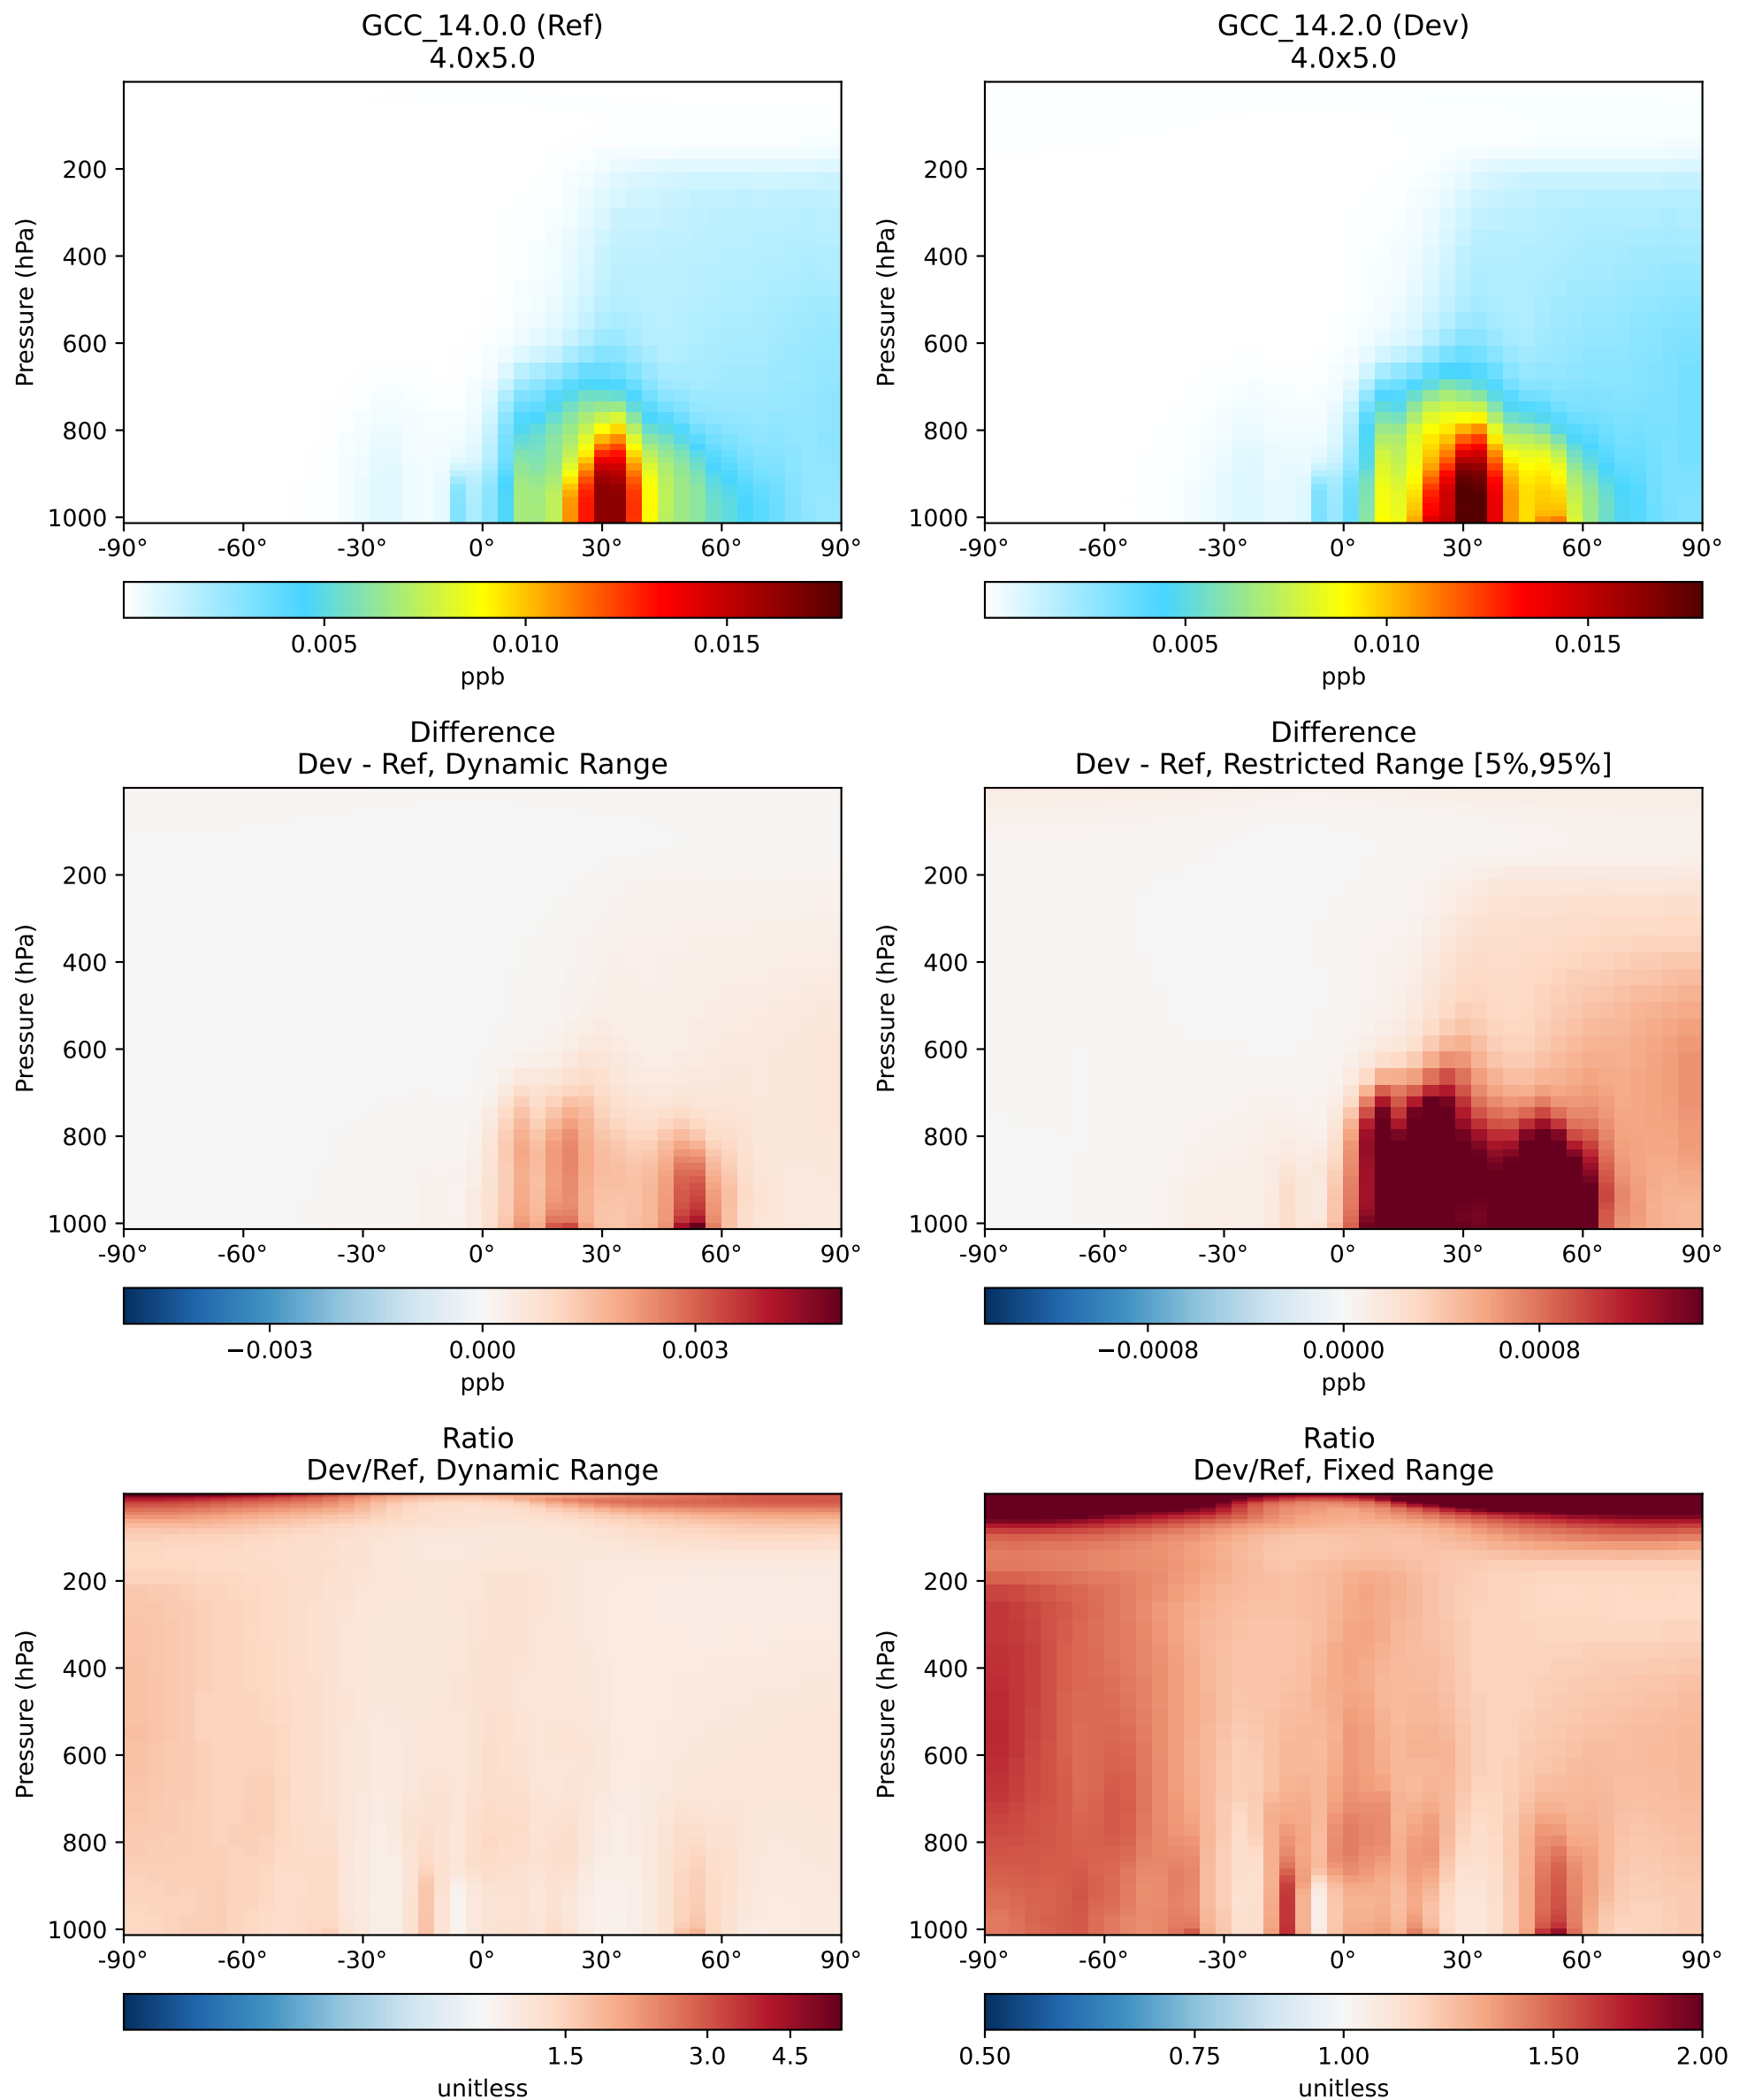 GCC_14.0.0 (Ref)
4.0x5.0
Pressure (hPa)
200
400
600
800
1000
-90° -60° -30° 0° 30° 60° 90°
0.005 0.010 0.015
ppb
GCC_14.2.0 (Dev)
4.0x5.0
Pressure (hPa)
200
400
600
800
1000
-90° -60° -30° 0° 30° 60° 90°
0.005 0.010 0.015
ppb
Difference
Dev - Ref, Dynamic Range
Pressure (hPa)
200
400
600
800
1000
-90° -60° -30° 0° 30° 60° 90°
−0.003 0.000 0.003
ppb
Difference
Dev - Ref, Restricted Range [5%,95%]
Pressure (hPa)
200
400
600
800
1000
-90° -60° -30° 0° 30° 60° 90°
−0.0008 0.0000 0.0008
ppb
Ratio
Dev/Ref, Dynamic Range
Pressure (hPa)
200
400
600
800
1000
-90° -60° -30° 0° 30° 60° 90°
1.5 3.0 4.5
unitless
Ratio
Dev/Ref, Fixed Range
Pressure (hPa)
200
400
600
800
1000
-90° -60° -30° 0° 30° 60° 90°
0.50 0.75 1.00 1.50 2.00
unitless